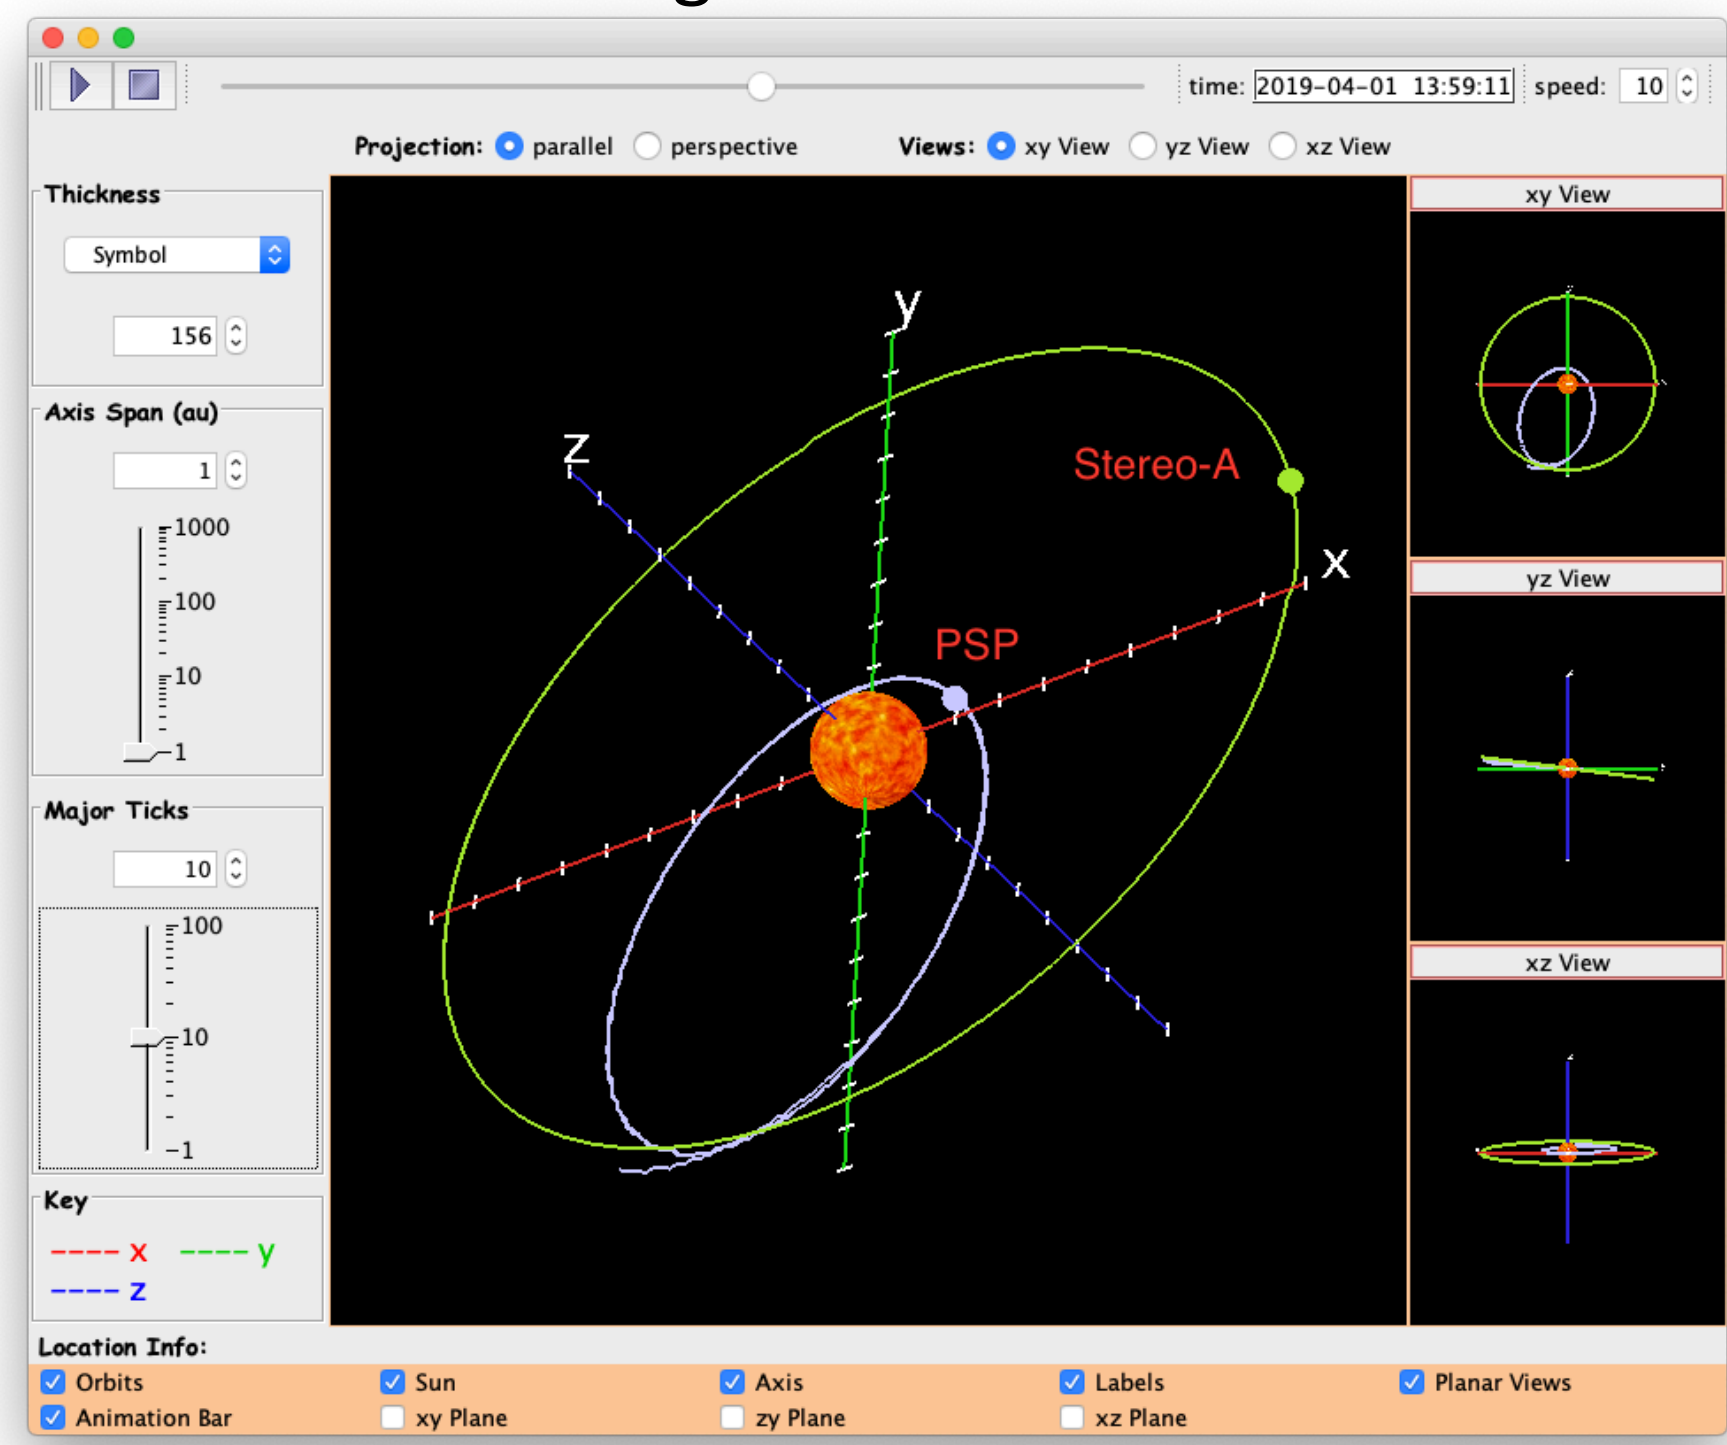 time: 2019-04-01 13:59:11 speed: 10
Projection: parallel perspective Views: xy View yz View xz View
Thickness
Symbol
156
Axis Span (au)
1
1000
100
10
1
Major Ticks
10
100
10
1
Key
---- x ---- y
---- z
y
z
Stereo-A
x
PSP
xy View
yz View
xz View
Location Info:
Orbits Sun Axis Labels Planar Views
Animation Bar xy Plane zy Plane xz Plane